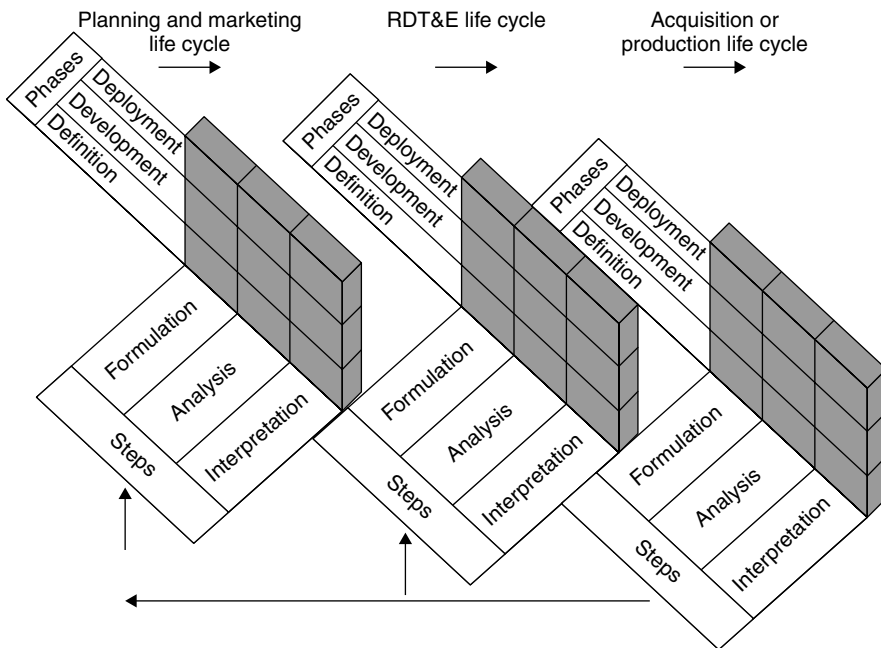 Planning and marketing
life cycle
RDT&E life cycle
Acquisition or
production life cycle
Phases
Deployment
Development
Definition
Formulation
Analysis
Interpretation
Steps
Phases
Deployment
Development
Definition
Formulation
Analysis
Interpretation
Steps
Phases
Deployment
Development
Definition
Formulation
Analysis
Interpretation
Steps